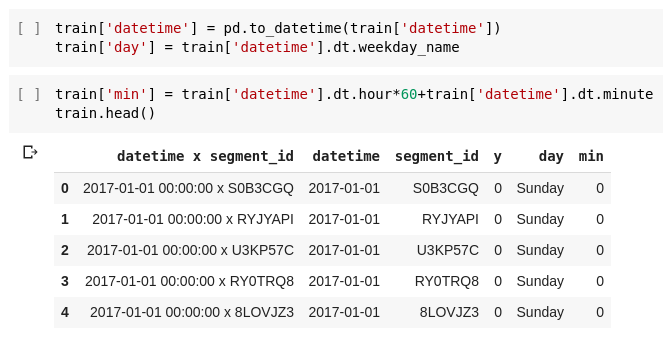 [ ] train['datetime'] = pd.to_datetime(train['datetime'])
train['day'] = train['datetime'].dt.weekday_name
[ ] train['min'] = train['datetime'].dt.hour*60+train['datetime'].dt.minute
train.head()
datetime x segment_id datetime segment_id y day min
0 2017-01-01 00:00:00 x S0B3CGQ 2017-01-01 S0B3CGQ 0 Sunday 0
1 2017-01-01 00:00:00 x RYJYAPI 2017-01-01 RYJYAPI 0 Sunday 0
2 2017-01-01 00:00:00 x U3KP57C 2017-01-01 U3KP57C 0 Sunday 0
3 2017-01-01 00:00:00 x RY0TRQ8 2017-01-01 RY0TRQ8 0 Sunday 0
4 2017-01-01 00:00:00 x 8LOVJZ3 2017-01-01 8LOVJZ3 0 Sunday 0